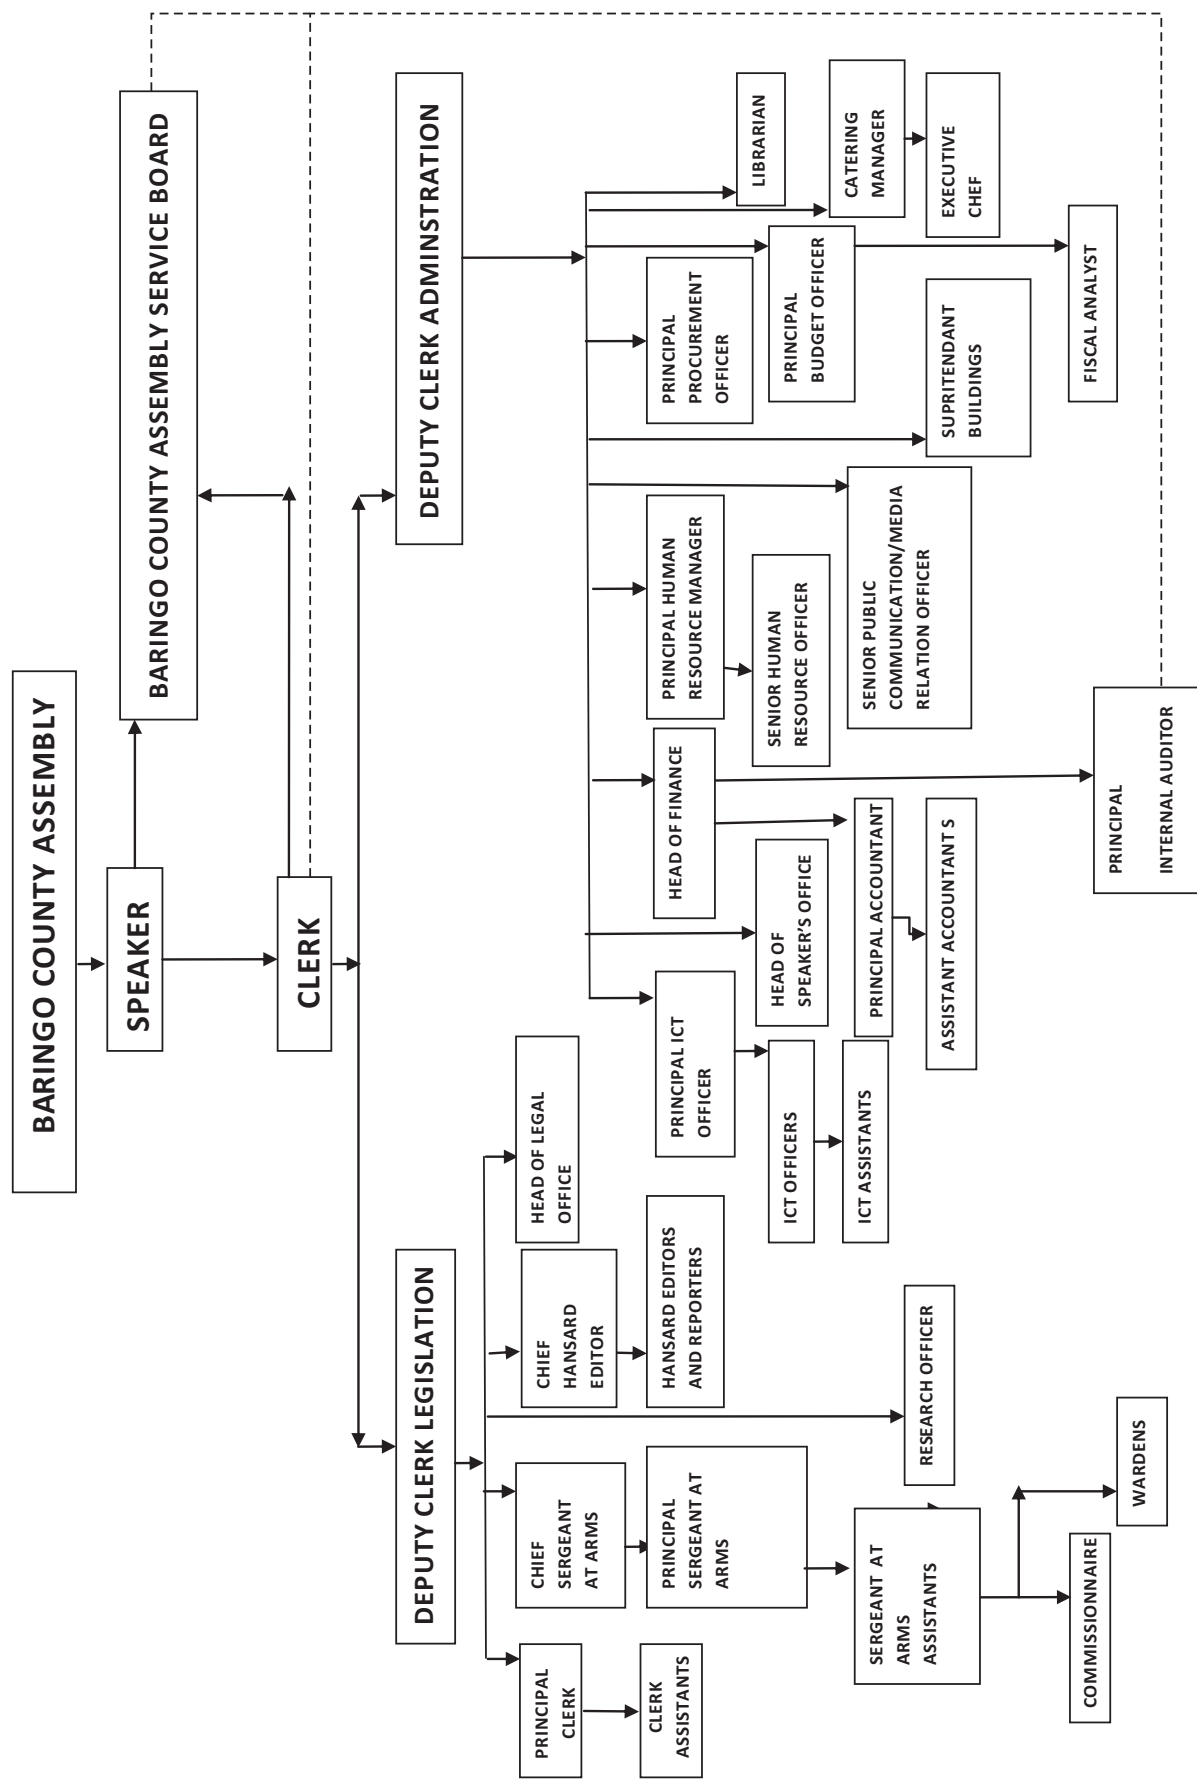 BARINGO COUNTY ASSEMBLY
SPEAKER
BARINGO COUNTY ASSEMBLY SERVICE BOARD
CLERK
DEPUTY CLERK LEGISLATION
DEPUTY CLERK ADMINSTRATION
PRINCIPAL
CLERK
CLERK
ASSISTANTS
CHIEF
SERGEANT
AT ARMS
PRINCIPAL
SERGEANT AT
ARMS
SERGEANT AT
ARMS
ASSISTANTS
COMMISSIONNAIRE
WARDENS
RESEARCH OFFICER
CHIEF
HANSARD
EDITOR
HANSARD EDITORS
AND REPORTERS
HEAD OF LEGAL
OFFICE
PRINCIPAL ICT
OFFICER
ICT OFFICERS
ICT ASSISTANTS
HEAD OF
SPEAKER’S OFFICE
HEAD OF FINANCE
PRINCIPAL ACCOUNTANT
ASSISTANT ACCOUNTANT S
PRINCIPAL
INTERNAL AUDITOR
PRINCIPAL HUMAN
RESOURCE MANAGER
SENIOR HUMAN
RESOURCE OFFICER
SENIOR PUBLIC
COMMUNICATION/MEDIA
RELATION OFFICER
SUPRITENDANT
BUILDINGS
PRINCIPAL
PROCUREMENT
OFFICER
PRINCIPAL
BUDGET OFFICER
FISCAL ANALYST
CATERING
MANAGER
EXECUTIVE
CHEF
LIBRARIAN